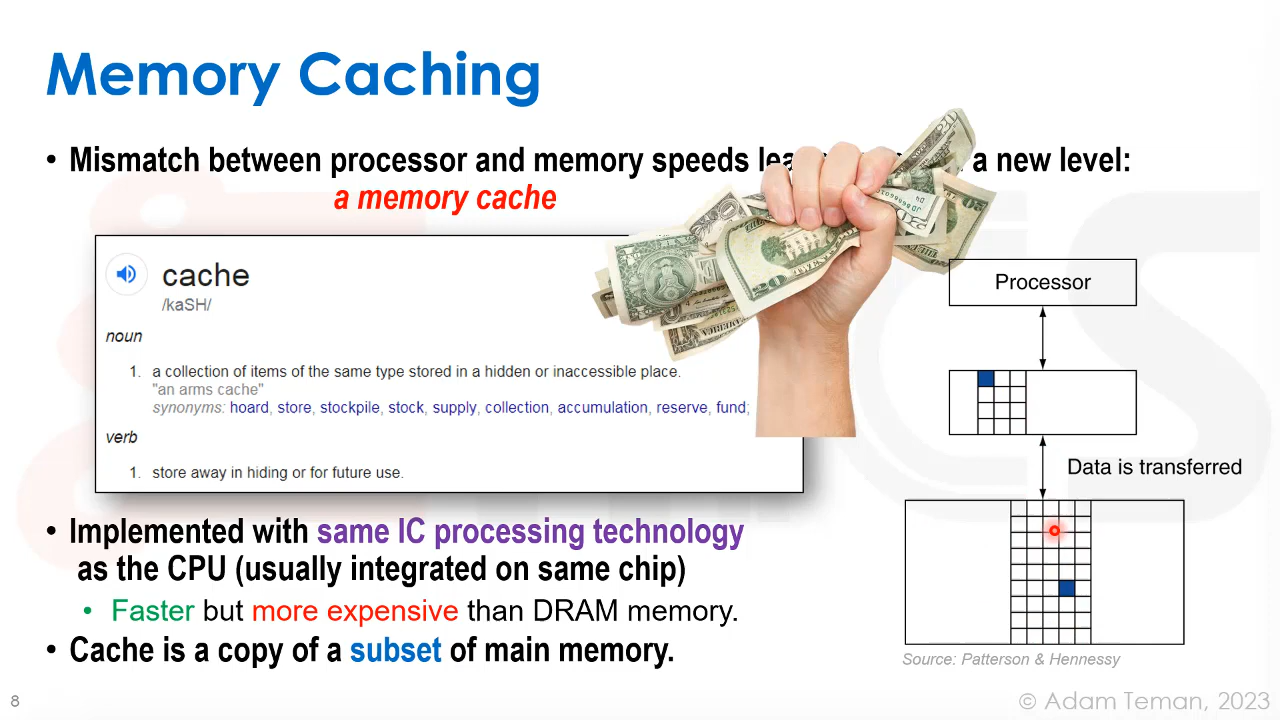 Memory Caching
• Mismatch between processor and memory speeds a new level:
a memory cache
cache
/kaSH/
noun
1. a collection of items of the same type stored in a hidden or inaccessible place.
"an arms cache"
synonyms: hoard, store, stockpile, stock, supply, collection, accumulation, reserve, fund;
verb
1. store away in hiding or for future use.
Processor
Data is transferred
• Implemented with same IC processing technology
as the CPU (usually integrated on same chip)
• Faster but more expensive than DRAM memory.
• Cache is a copy of a subset of main memory.
Source: Patterson & Hennessy
8
© Adam Teman, 2023